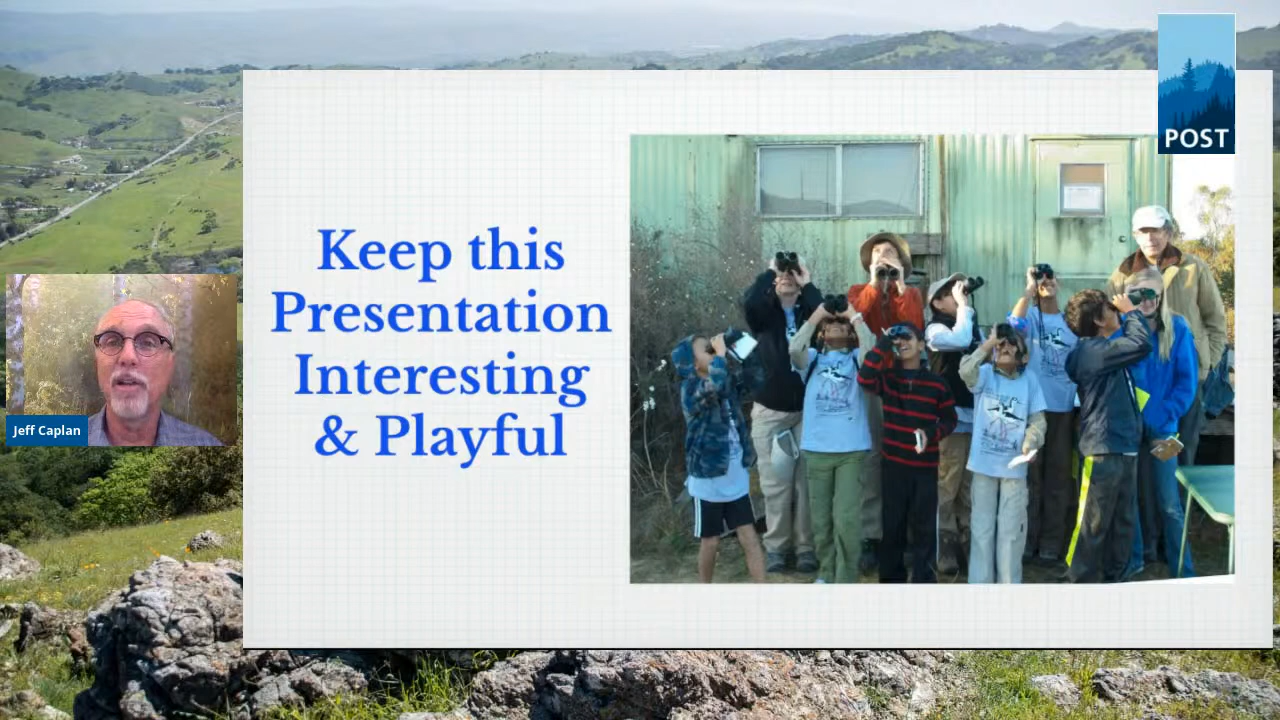 POST
Keep this
Presentation
Interesting
& Playful
Jeff Caplan